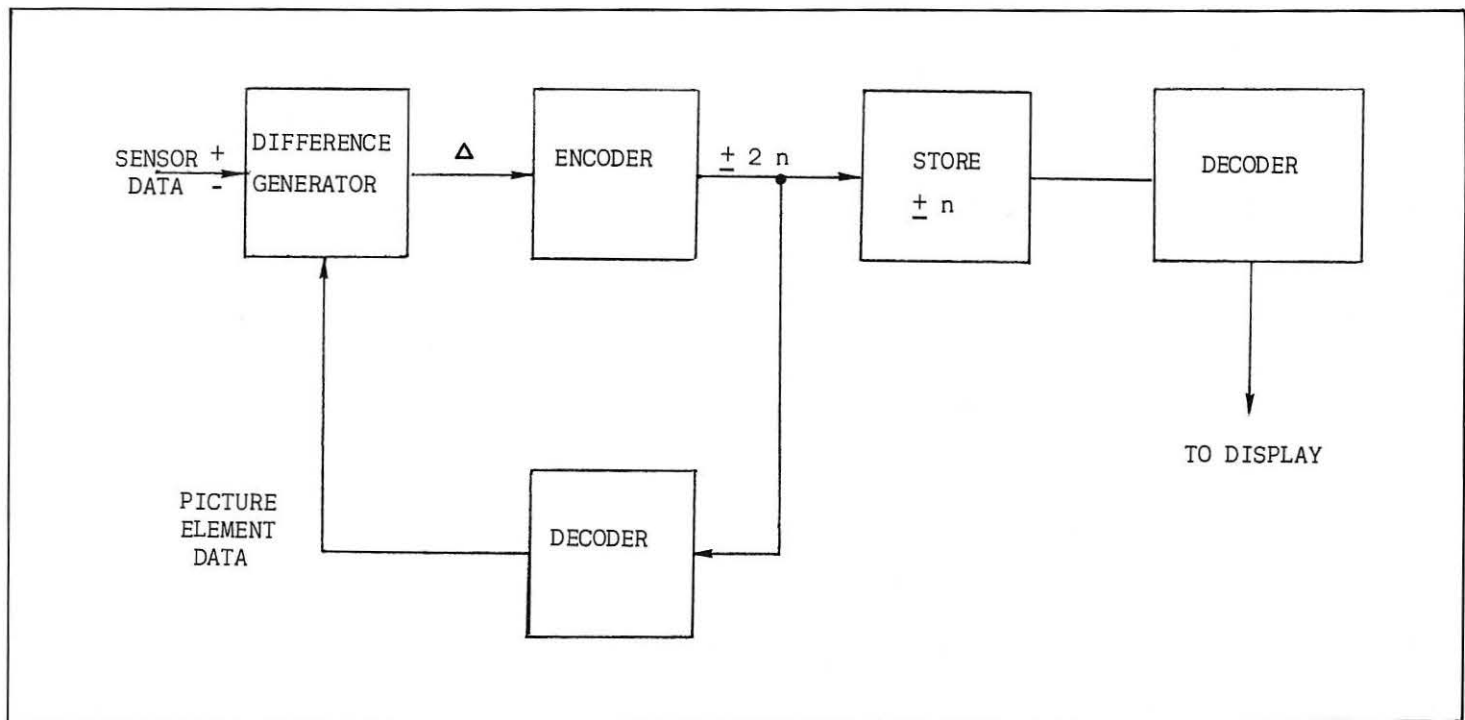 SENSOR +
DATA -
DIFFERENCE
GENERATOR
Δ
ENCODER
± 2 n
STORE
± n
DECODER
TO DISPLAY
PICTURE
ELEMENT
DATA
DECODER